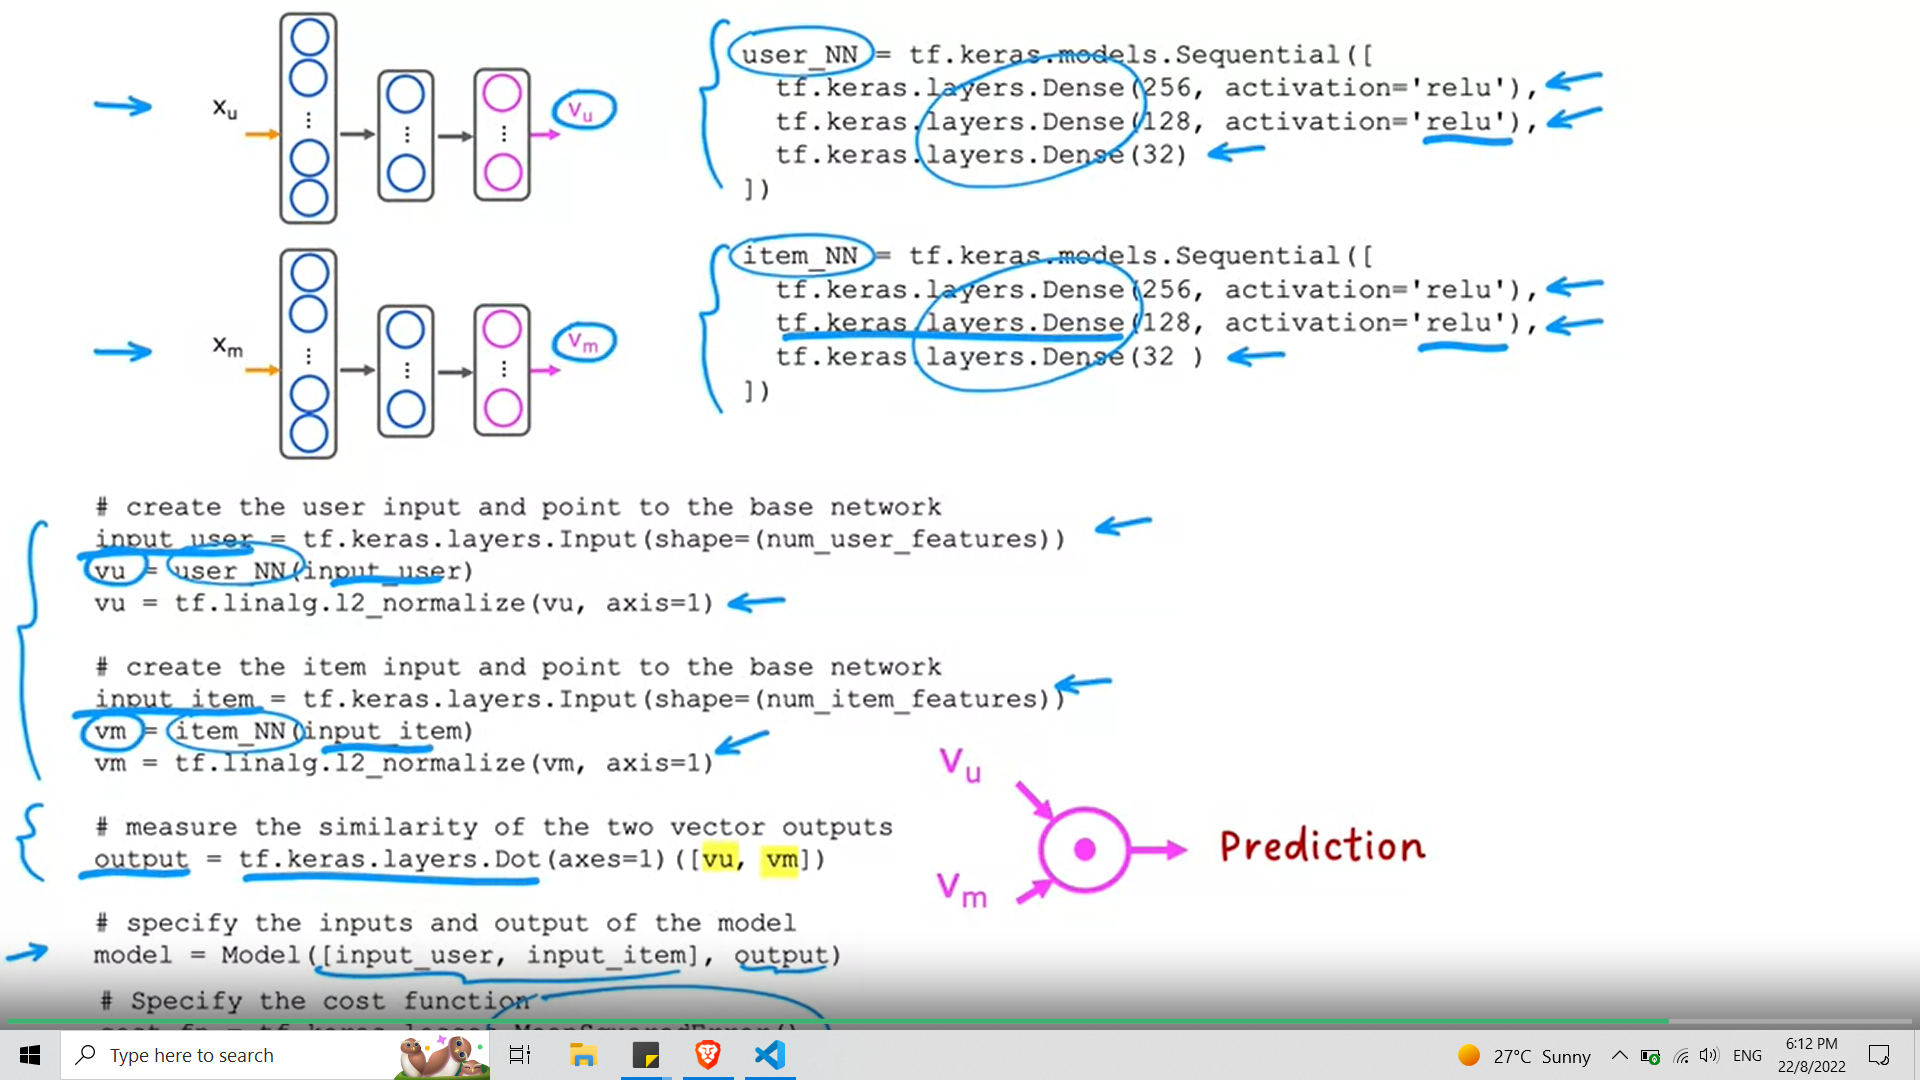 x_u
v_u
user_NN = tf.keras.models.Sequential([
tf.keras.layers.Dense(256, activation='relu'),
tf.keras.layers.Dense(128, activation='relu'),
tf.keras.layers.Dense(32)
])
x_m
v_m
item_NN = tf.keras.models.Sequential([
tf.keras.layers.Dense(256, activation='relu'),
tf.keras.layers.Dense(128, activation='relu'),
tf.keras.layers.Dense(32 )
])
# create the user input and point to the base network
input_user = tf.keras.layers.Input(shape=(num_user_features))
vu = user_NN(input_user)
vu = tf.linalg.l2_normalize(vu, axis=1)
# create the item input and point to the base network
input_item = tf.keras.layers.Input(shape=(num_item_features))
vm = item_NN(input_item)
vm = tf.linalg.l2_normalize(vm, axis=1)
# measure the similarity of the two vector outputs
output = tf.keras.layers.Dot(axes=1)([vu, vm])
V_u
V_m
Prediction
# specify the inputs and output of the model
model = Model([input_user, input_item], output)
# Specify the cost function
cost_fn = tf.keras.losses.MeanSquaredError()
Type here to search
27°C Sunny
ENG
6:12 PM
22/8/2022